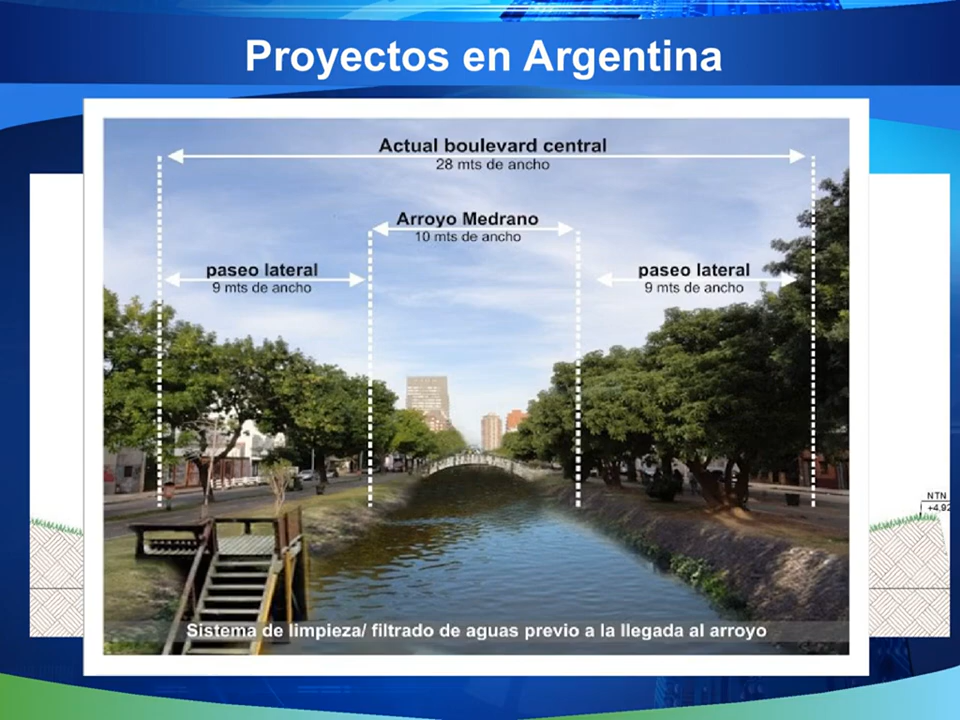 Proyectos en Argentina
Actual boulevard central
28 mts de ancho
Arroyo Medrano
10 mts de ancho
paseo lateral
9 mts de ancho
paseo lateral
9 mts de ancho
NTN
+4,92
Sistema de limpieza/ filtrado de aguas previo a la llegada al arroyo